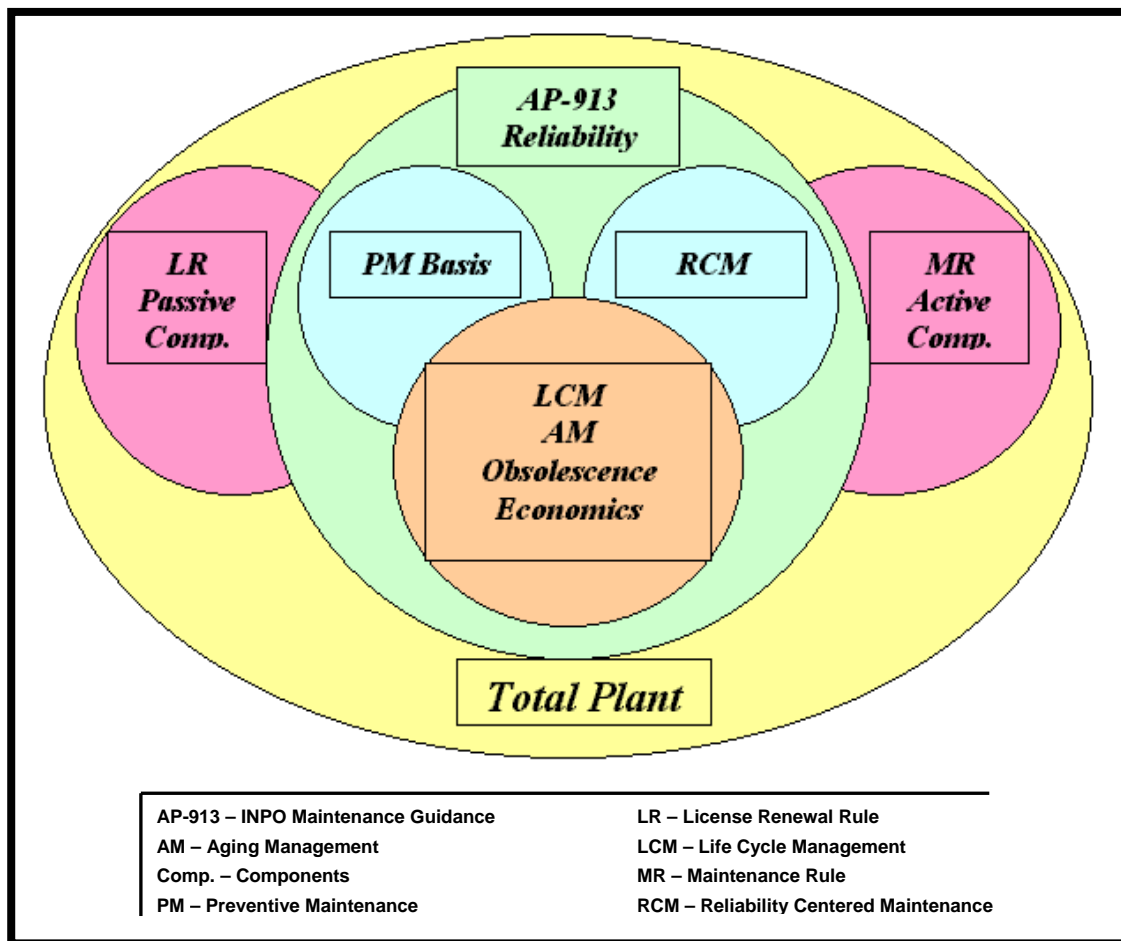 AP-913
Reliability
LR
Passive
Comp.
PM Basis
RCM
MR
Active
Comp.
LCM
AM
Obsolescence
Economics
Total Plant
AP-913 – INPO Maintenance Guidance
AM – Aging Management
Comp. – Components
PM – Preventive Maintenance
LR – License Renewal Rule
LCM – Life Cycle Management
MR – Maintenance Rule
RCM – Reliability Centered Maintenance